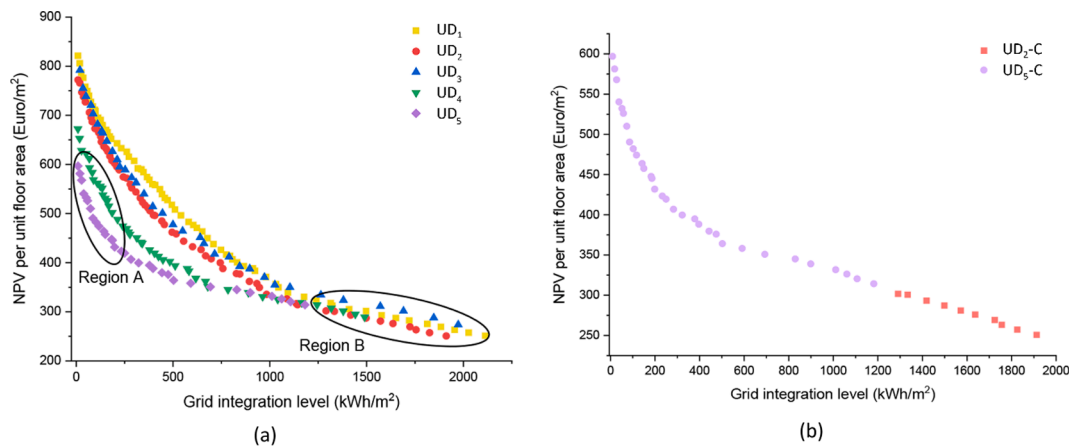 900
800
700
600
500
400
300
200
NPV per unit floor area (Euro/m²)
UD₁
UD₂
UD₃
UD₄
UD₅
Region A
Region B
0
500
1000
1500
2000
Grid integration level (kWh/m²)
(a)
600
550
500
450
400
350
300
250
NPV per unit floor area (Euro/m²)
UD₂-C
UD₅-C
0
200
400
600
800
1000
1200
1400
1600
1800
2000
Grid integration level (kWh/m²)
(b)